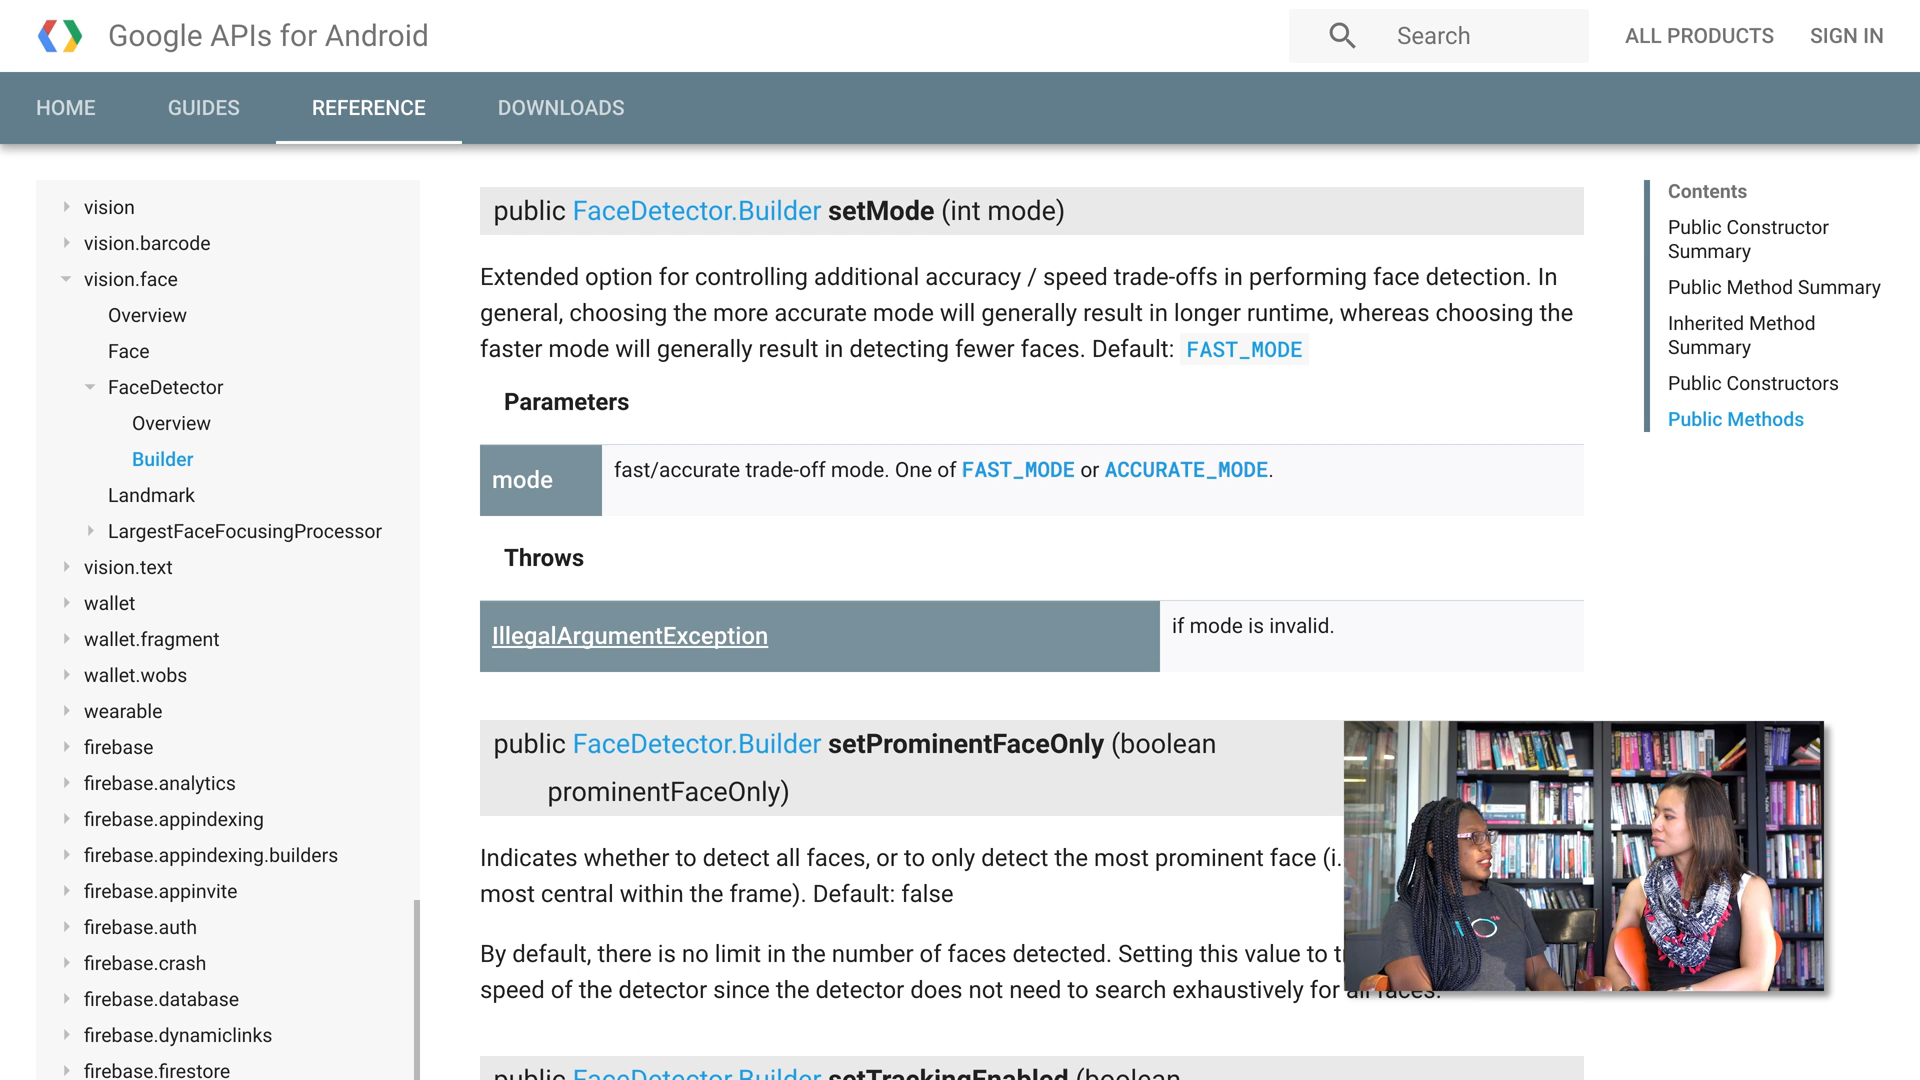 Google APIs for Android
Search
ALL PRODUCTS
SIGN IN
HOME
GUIDES
REFERENCE
DOWNLOADS
vision
vision.barcode
vision.face
Overview
Face
FaceDetector
Overview
Builder
Landmark
LargestFaceFocusingProcessor
vision.text
wallet
wallet.fragment
wallet.wobs
wearable
firebase
firebase.analytics
firebase.appindexing
firebase.appindexing.builders
firebase.appinvite
firebase.auth
firebase.crash
firebase.database
firebase.dynamiclinks
firebase.firestore
public FaceDetector.Builder setMode (int mode)
Extended option for controlling additional accuracy / speed trade-offs in performing face detection. In
general, choosing the more accurate mode will generally result in longer runtime, whereas choosing the
faster mode will generally result in detecting fewer faces. Default: FAST_MODE
Parameters
mode
fast/accurate trade-off mode. One of FAST_MODE or ACCURATE_MODE.
Throws
IllegalArgumentException
if mode is invalid.
public FaceDetector.Builder setProminentFaceOnly (boolean
prominentFaceOnly)
Indicates whether to detect all faces, or to only detect the most prominent face (i.
most central within the frame). Default: false
By default, there is no limit in the number of faces detected. Setting this value to
speed of the detector since the detector does not need to search exhaustively for all faces.
public FaceDetector.Builder setTrackingEnabled (boolean
Contents
Public Constructor
Summary
Public Method Summary
Inherited Method
Summary
Public Constructors
Public Methods